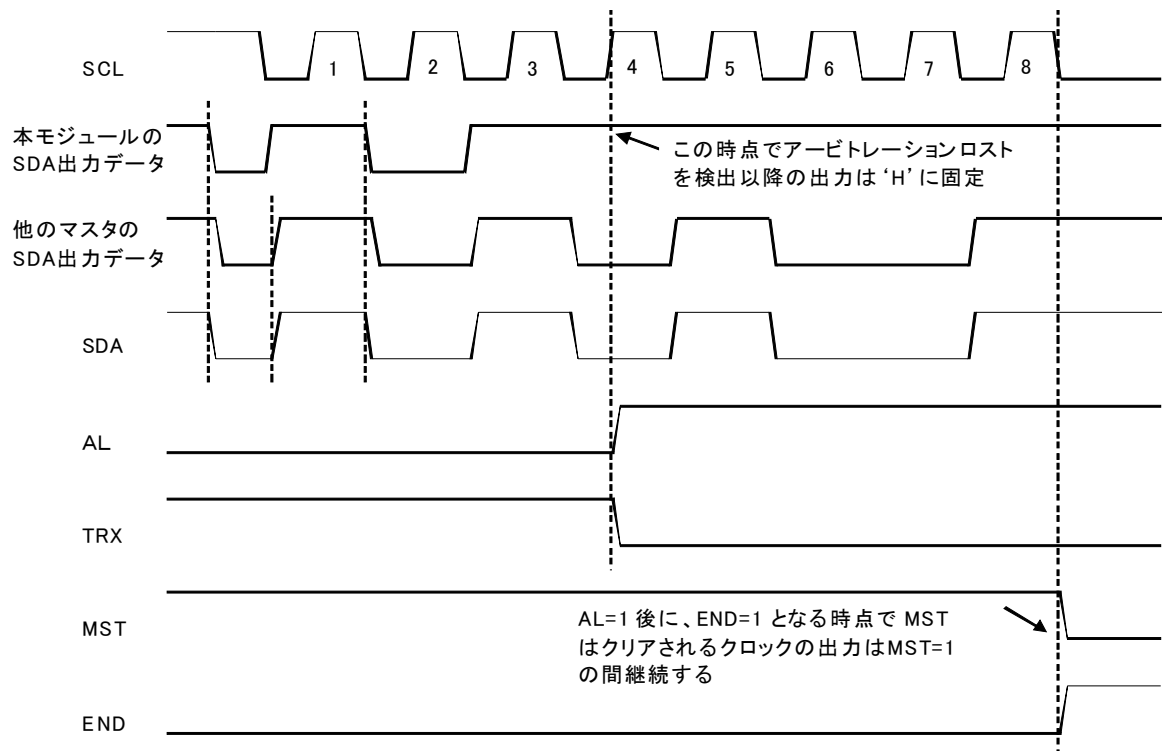 SCL
1 2 3 4 5 6 7 8
本モジュールの
SDA出力データ
この時点でアービトレーションロスト
を検出以降の出力は‘H’に固定
他のマスタの
SDA出力データ
SDA
AL
TRX
MST
AL=1 後に、END=1 となる時点で MST
はクリアされるクロックの出力はMST=1
の間継続する
END